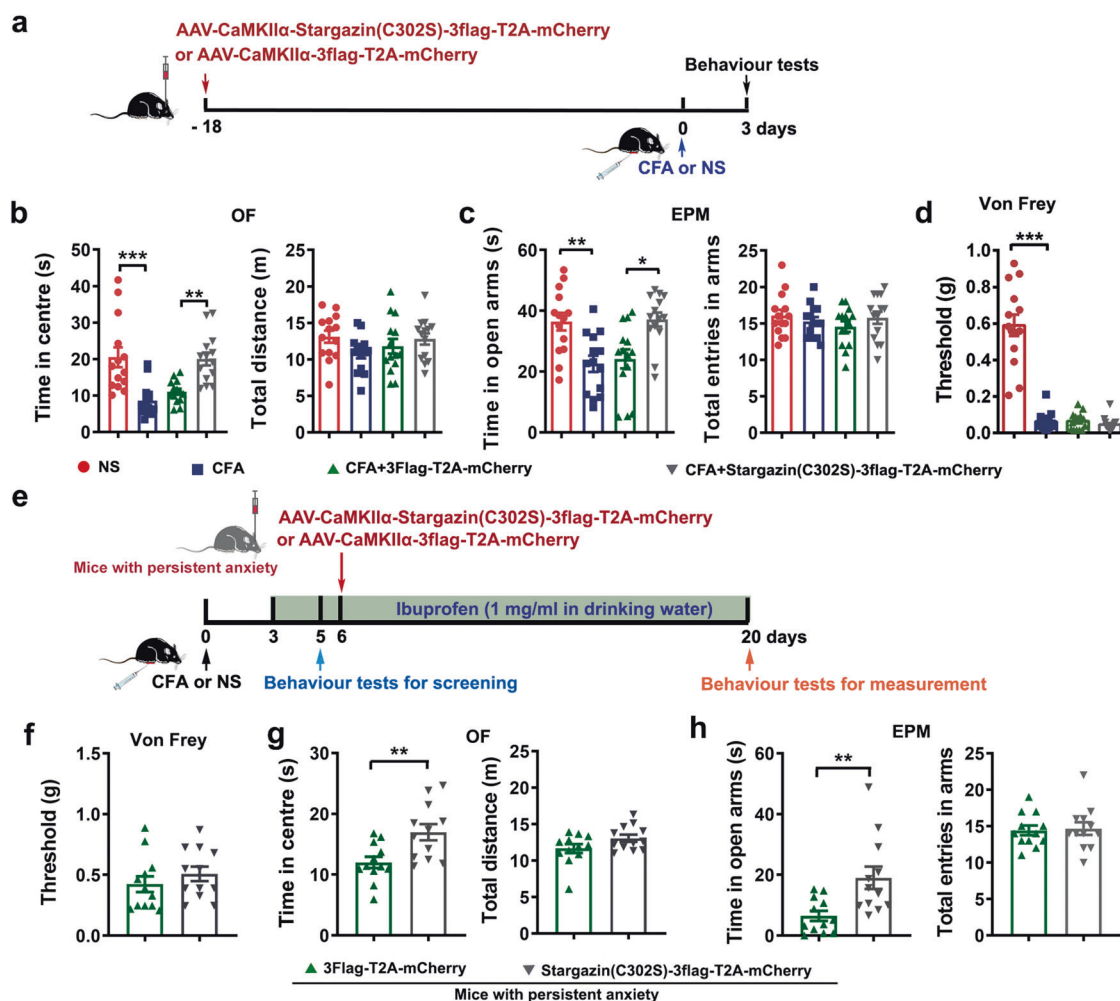 a
AAV-CaMKIIα-Stargazin(C302S)-3flag-T2A-mCherry
or AAV-CaMKIIα-3flag-T2A-mCherry
Behaviour tests
- 18
0
3 days
CFA or NS
b
OF
Time in centre (s)
50
40
30
20
10
0
***
**
Total distance (m)
25
20
15
10
5
0
c
EPM
Time in open arms (s)
60
40
20
0
**
*
Total entries in arms
30
20
10
0
d
Von Frey
Threshold (g)
1.0
0.8
0.6
0.4
0.2
0.0
***
NS
CFA
CFA+3Flag-T2A-mCherry
CFA+Stargazin(C302S)-3flag-T2A-mCherry
e
AAV-CaMKIIα-Stargazin(C302S)-3flag-T2A-mCherry
or AAV-CaMKIIα-3flag-T2A-mCherry
Mice with persistent anxiety
Ibuprofen (1 mg/ml in drinking water)
0
3
5
6
20 days
CFA or NS
Behaviour tests for screening
Behaviour tests for measurement
f
Von Frey
Threshold (g)
1.5
1.0
0.5
0.0
g
OF
Time in centre (s)
30
20
10
0
**
Total distance (m)
25
20
15
10
5
0
h
EPM
Time in open arms (s)
60
40
20
0
**
Total entries in arms
30
20
10
0
3Flag-T2A-mCherry
Stargazin(C302S)-3flag-T2A-mCherry
Mice with persistent anxiety